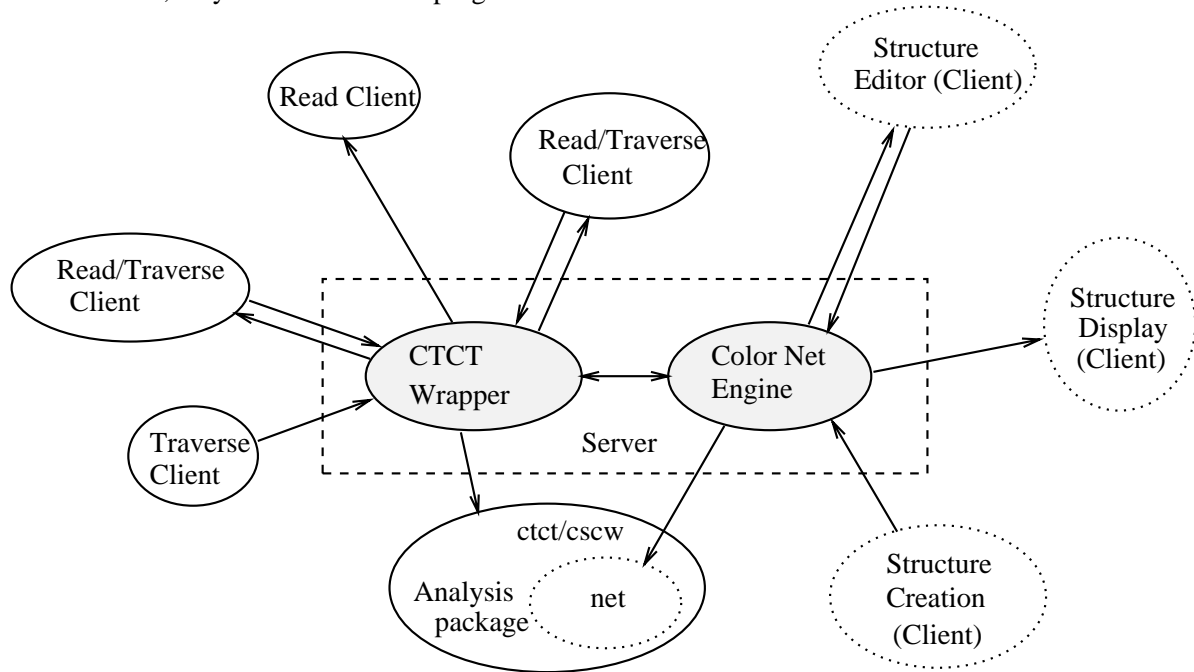 Structure
Editor (Client)
Read Client
Read/Traverse
Client
Read/Traverse
Client
Structure
Display
(Client)
CTCT
Wrapper
Color Net
Engine
Server
Traverse
Client
ctct/cscw
Analysis
package
net
Structure
Creation
(Client)